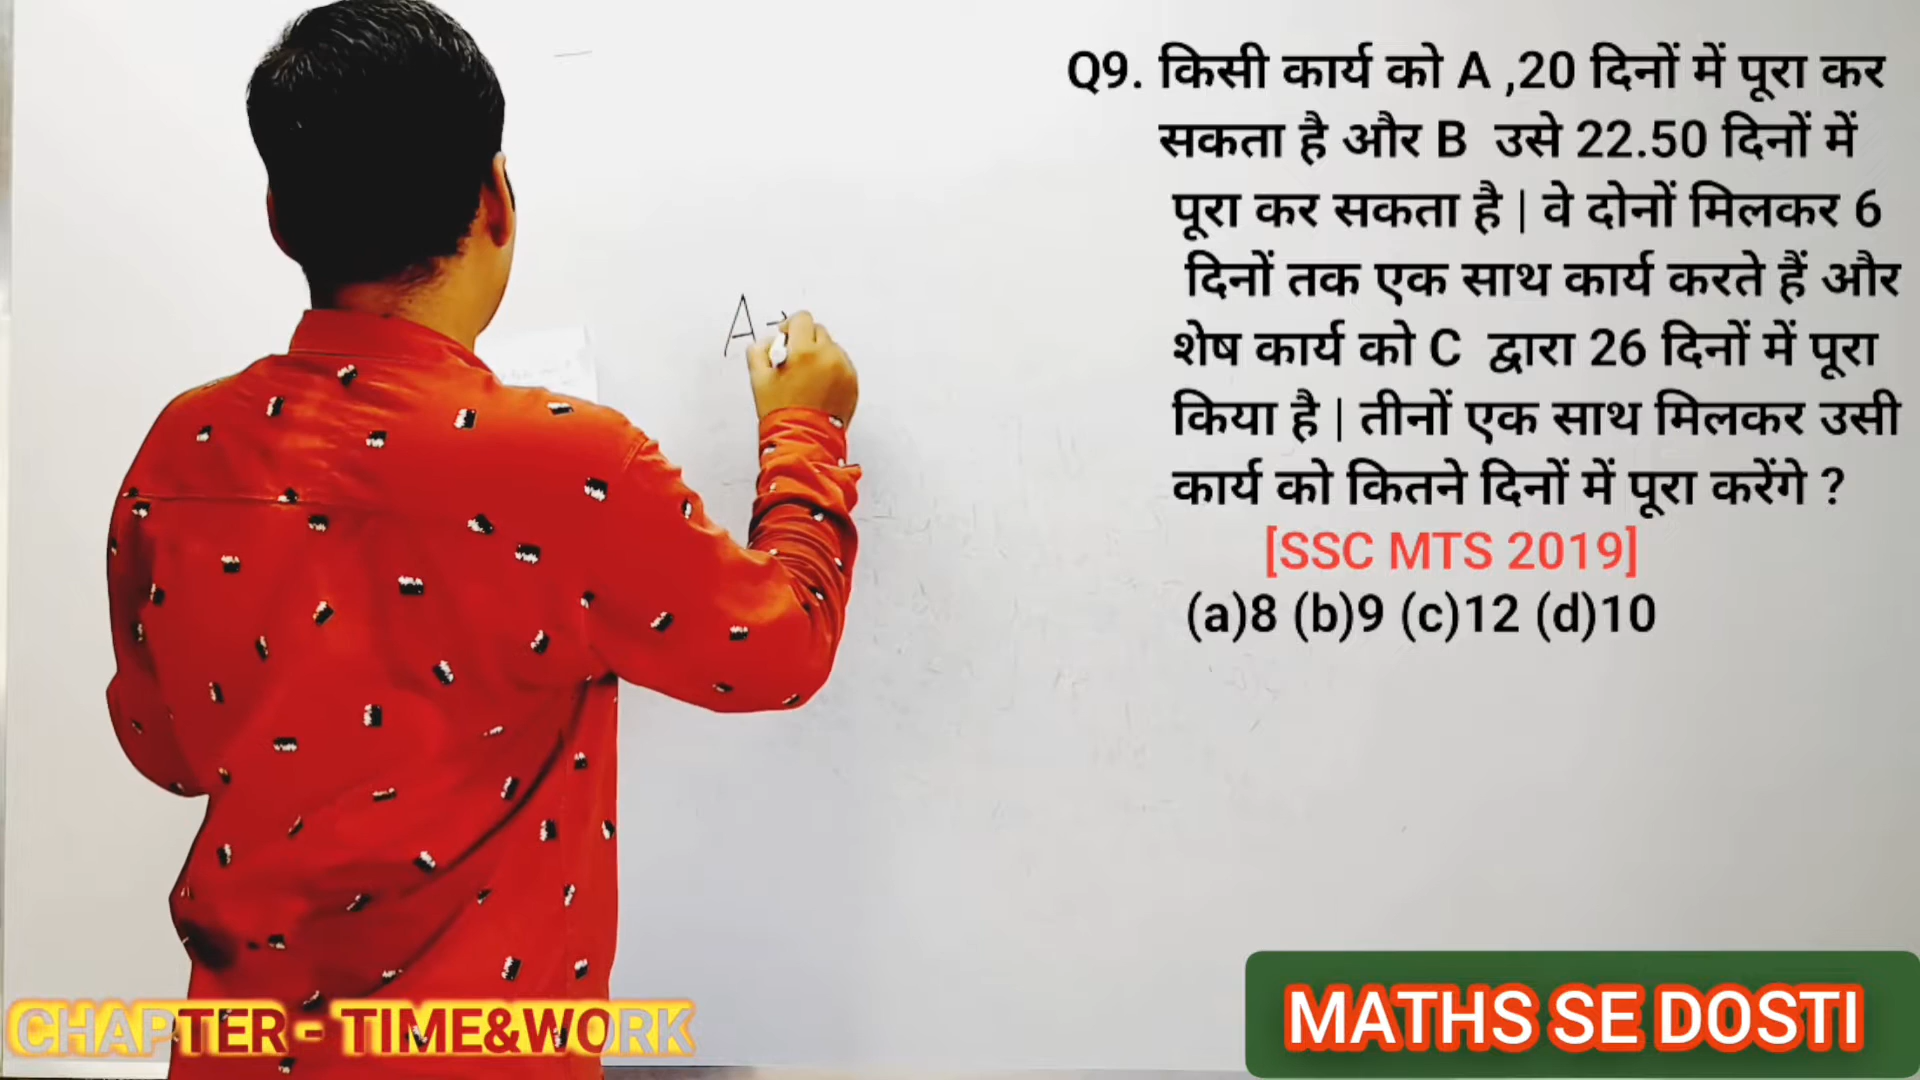 Q9. किसी कार्य को A ,20 दिनों में पूरा कर
सकता है और B उसे 22.50 दिनों में
पूरा कर सकता है | वे दोनों मिलकर 6
दिनों तक एक साथ कार्य करते हैं और
शेष कार्य को C द्वारा 26 दिनों में पूरा
किया है | तीनों एक साथ मिलकर उसी
कार्य को कितने दिनों में पूरा करेंगे ?
[SSC MTS 2019]
(a)8 (b)9 (c)12 (d)10
A →
CHAPTER - TIME&WORK
MATHS SE DOSTI